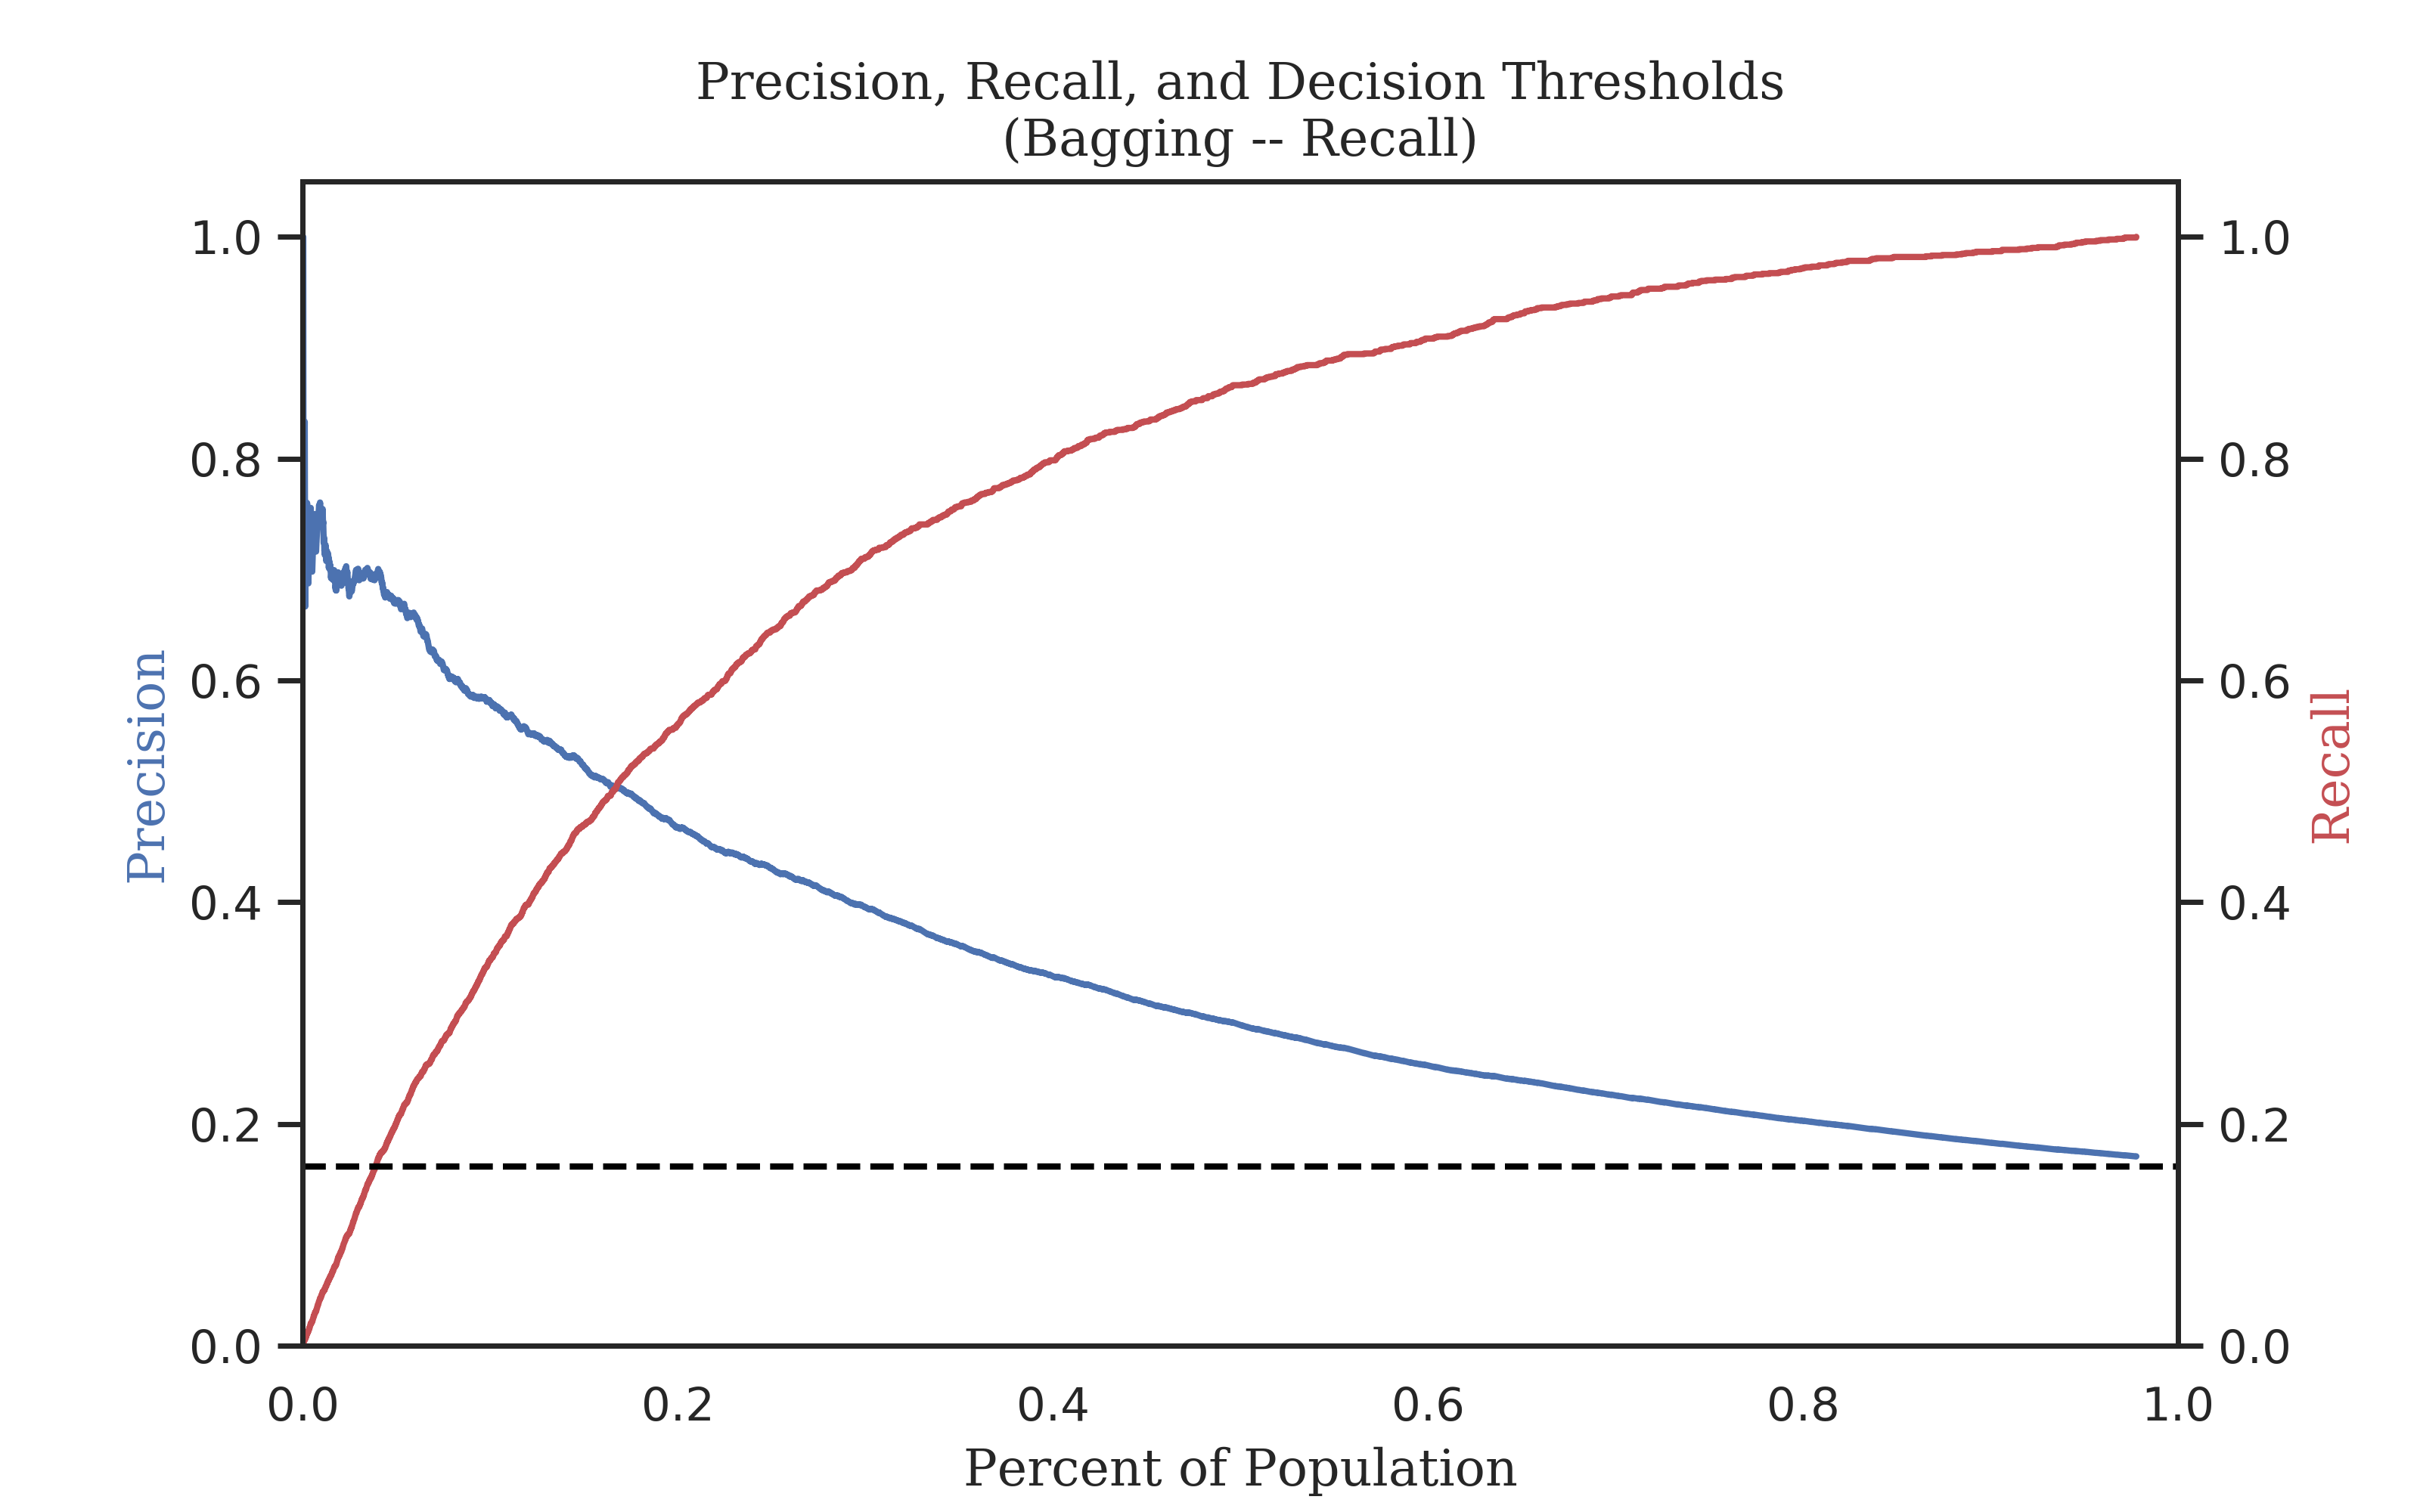 Precision, Recall, and Decision Thresholds
(Bagging -- Recall)
1.0
0.8
0.6
0.4
0.2
0.0
Precision
1.0
0.8
0.6
0.4
0.2
0.0
Recall
0.0 0.2 0.4 0.6 0.8 1.0
Percent of Population